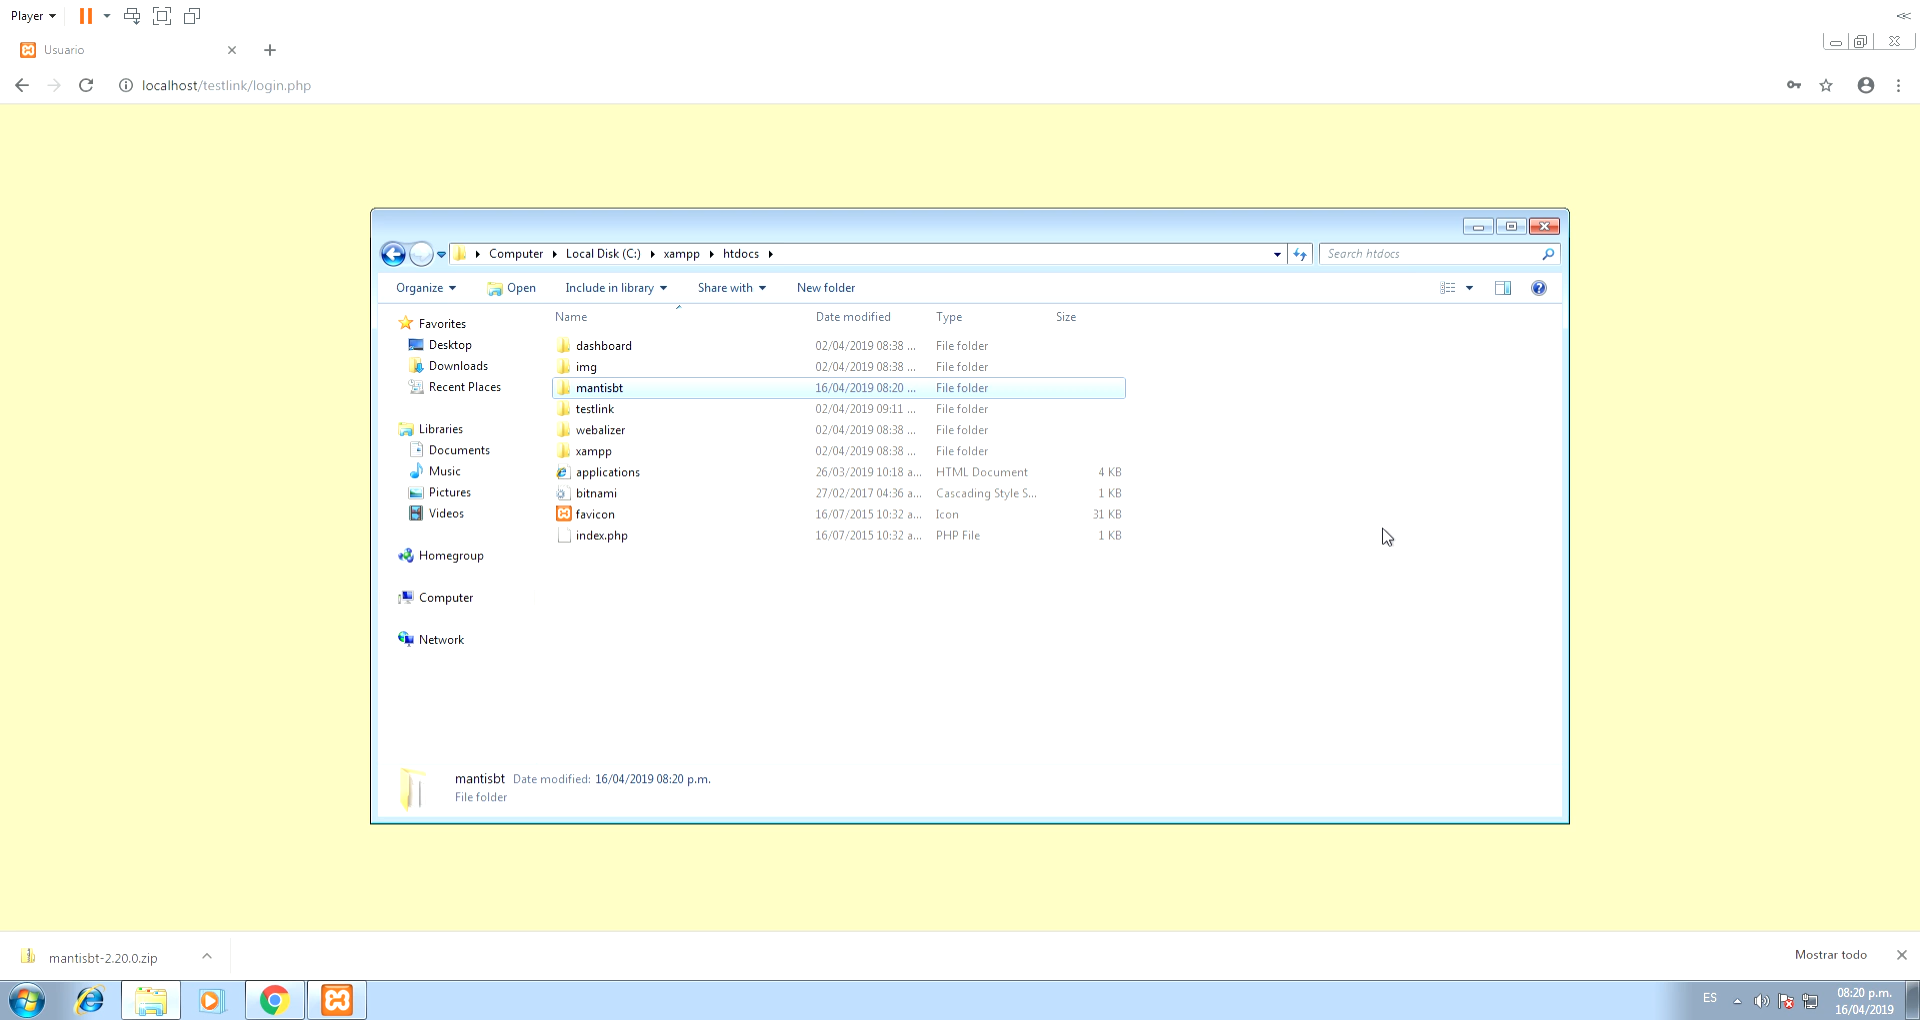 Player
Usuario
localhost/testlink/login.php
Computer Local Disk (C:) xampp htdocs
Search htdocs
Organize Open Include in library Share with New folder
Name Date modified Type Size
Favorites
Desktop
Downloads
Recent Places
Libraries
Documents
Music
Pictures
Videos
Homegroup
Computer
Network
dashboard 02/04/2019 08:38 ... File folder
img 02/04/2019 08:38 ... File folder
mantisbt 16/04/2019 08:20 ... File folder
testlink 02/04/2019 09:11 ... File folder
webalizer 02/04/2019 08:38 ... File folder
xampp 02/04/2019 08:38 ... File folder
applications 26/03/2019 10:18 a... HTML Document 4 KB
bitnami 27/02/2017 04:36 a... Cascading Style S... 1 KB
favicon 16/07/2015 10:32 a... Icon 31 KB
index.php 16/07/2015 10:32 a... PHP File 1 KB
mantisbt Date modified: 16/04/2019 08:20 p.m.
File folder
mantisbt-2.20.0.zip
Mostrar todo
ES
08:20 p.m.
16/04/2019